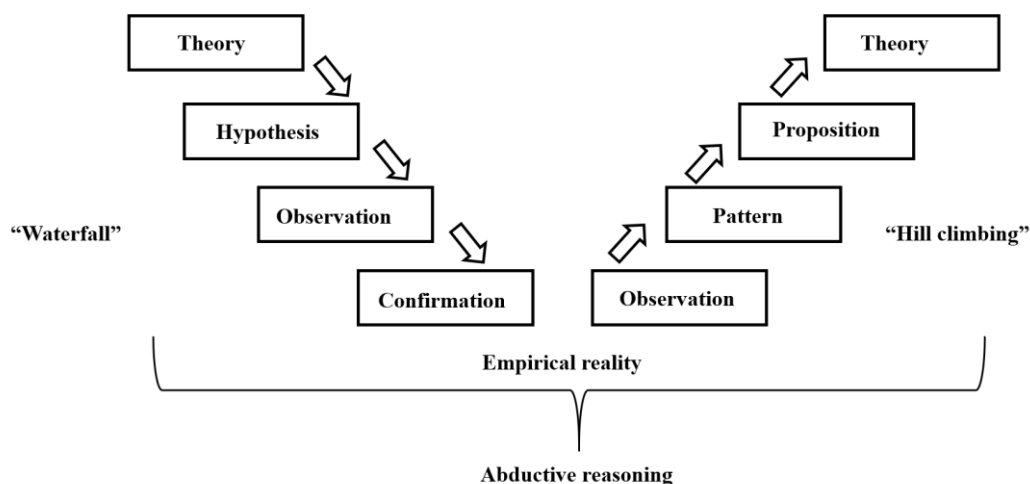 Theory
Theory
Hypothesis
Proposition
Observation
Pattern
“Waterfall”
“Hill climbing”
Confirmation
Observation
Empirical reality
Abductive reasoning